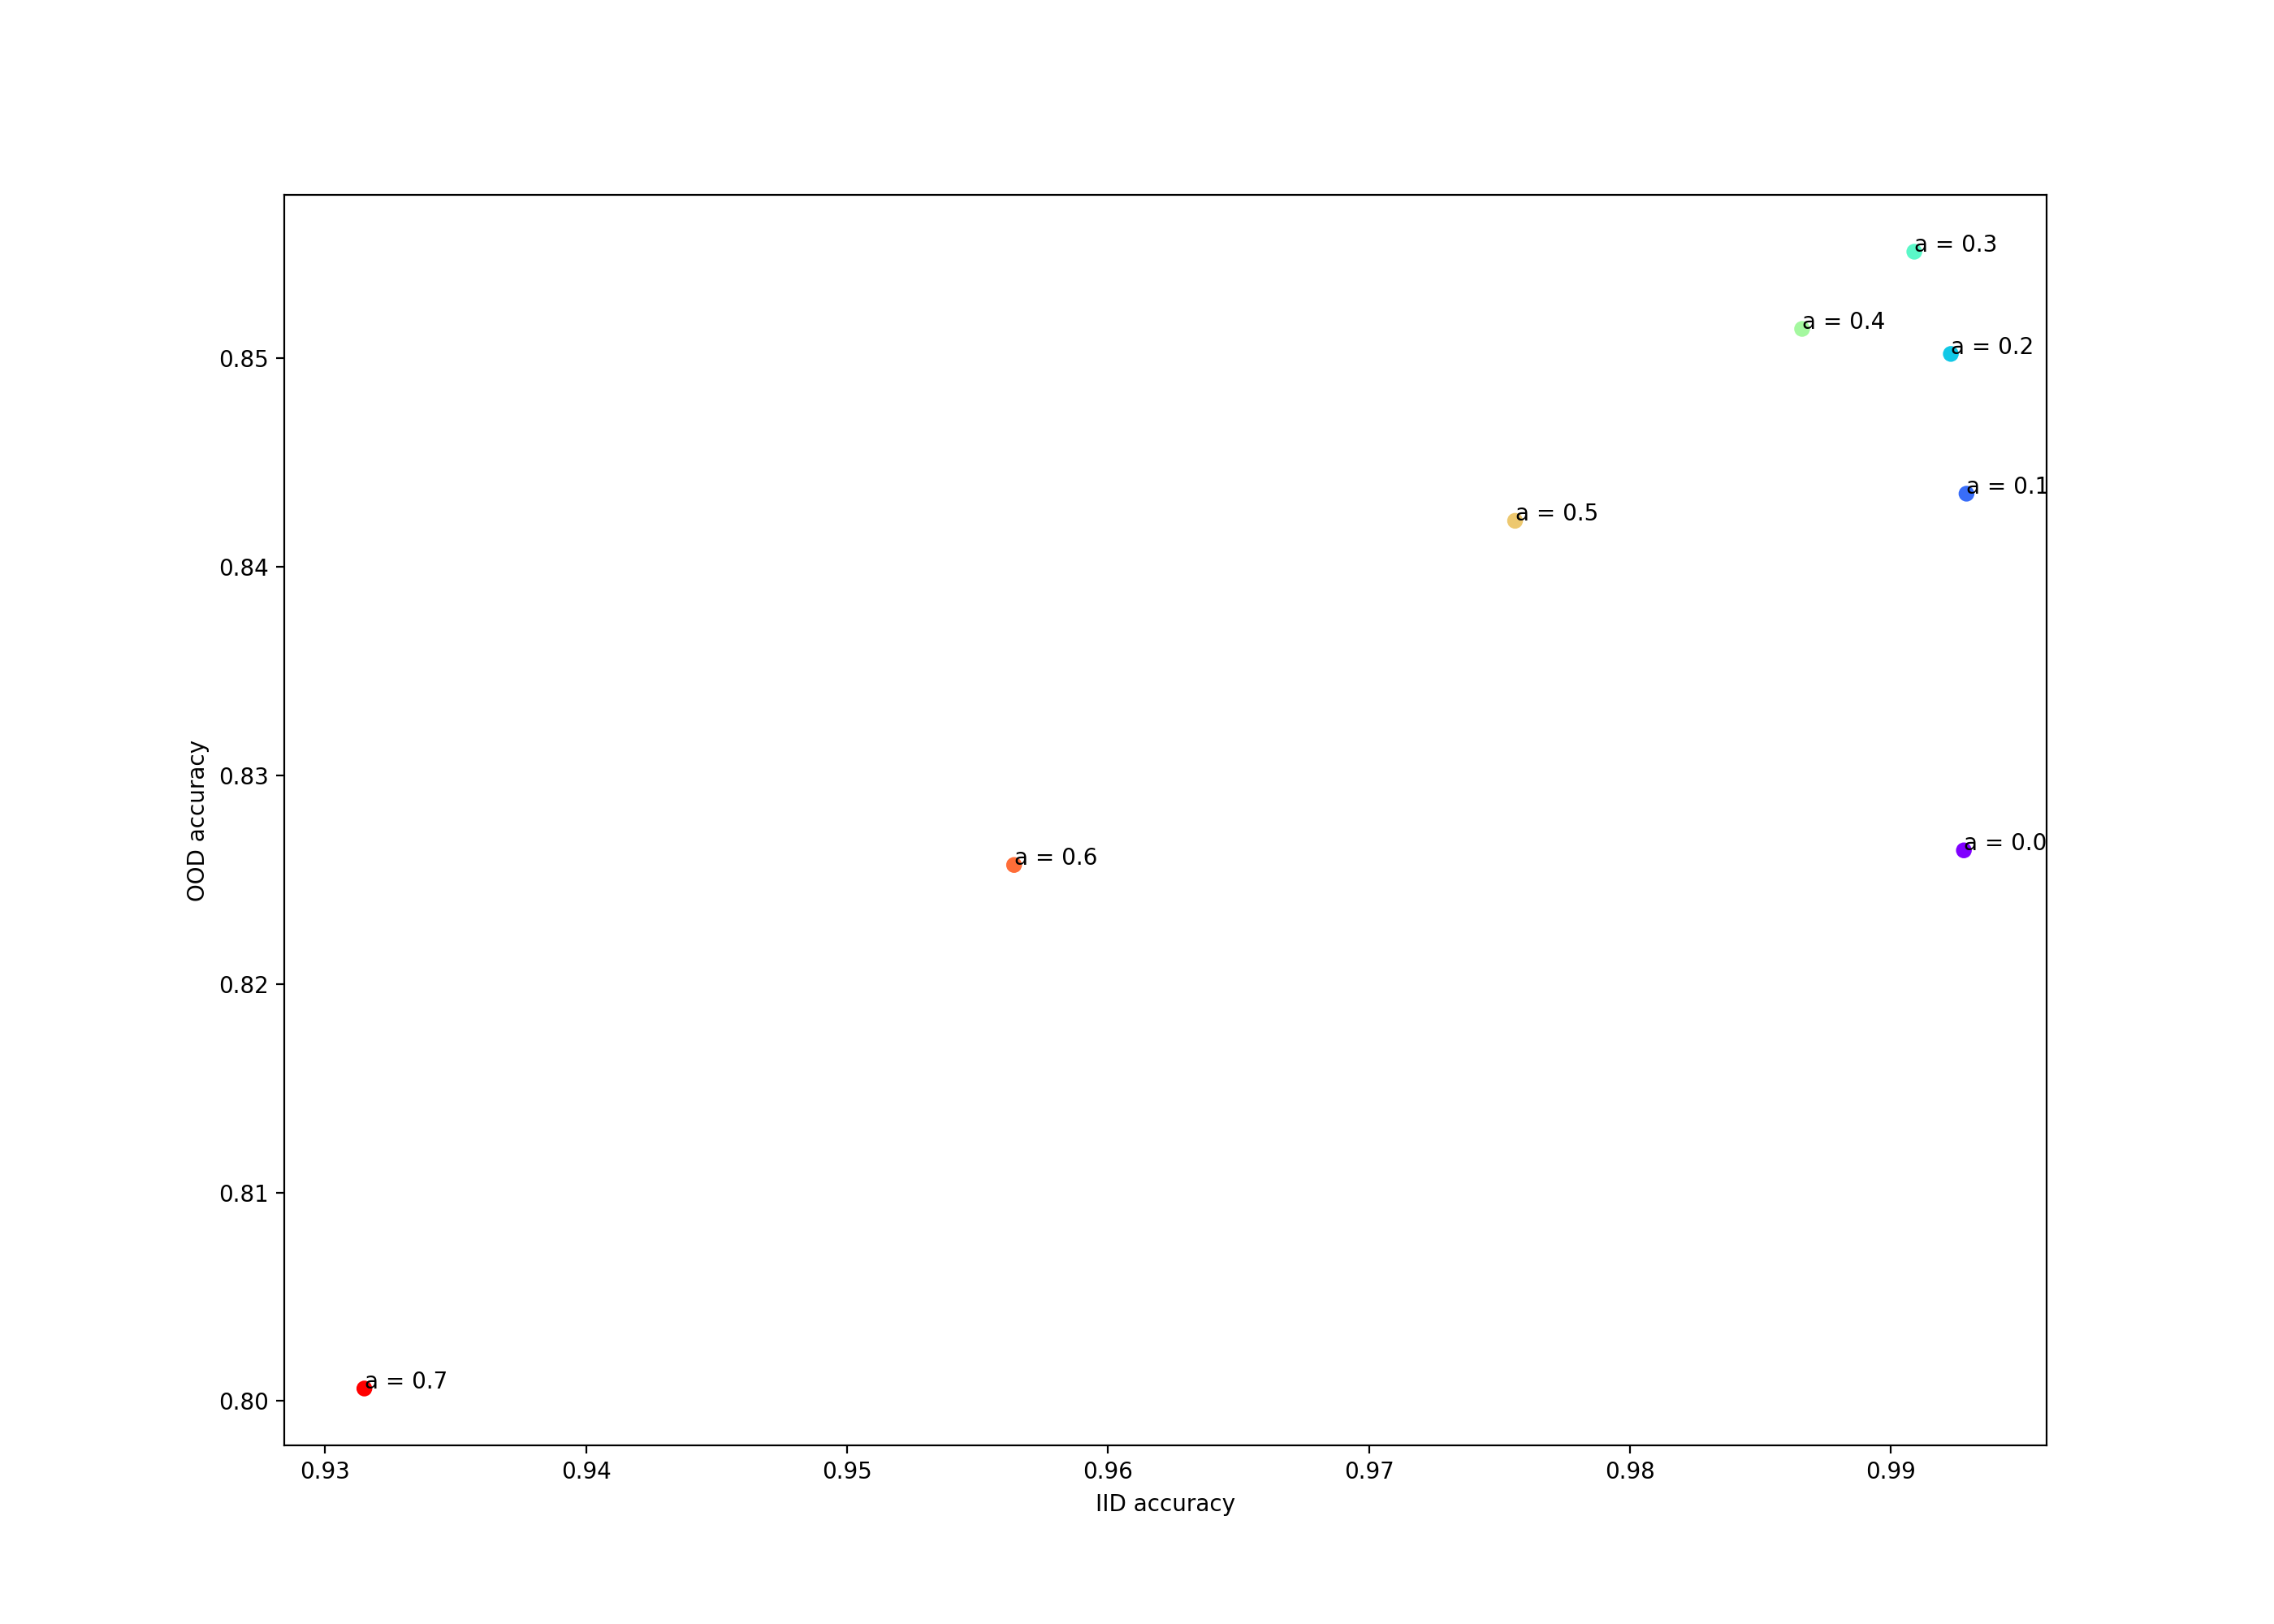 a = 0.3
a = 0.4
a = 0.2
0.85
a = 0.1
a = 0.5
0.84
0.83
OOD accuracy
a = 0.0
a = 0.6
0.82
0.81
a = 0.7
0.80
0.93 0.94 0.95 0.96 0.97 0.98 0.99
IID accuracy